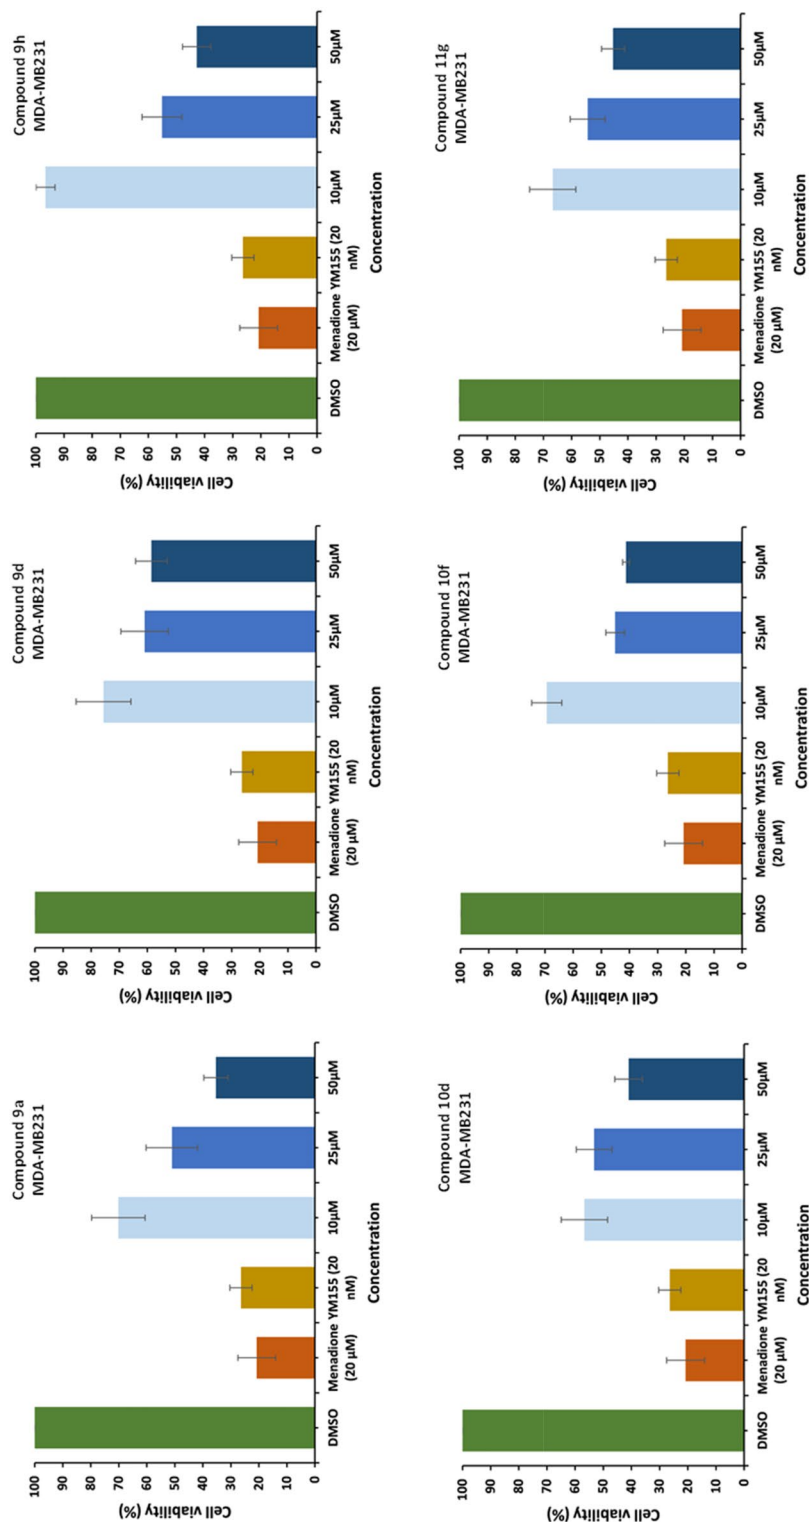 Compound 9a
MDA-MB231
Cell viability (%)
100
90
80
70
60
50
40
30
20
10
0
DMSO
Menadione
(20 µM)
YM155 (20
nM)
10µM
25µM
50µM
Concentration
Compound 9d
MDA-MB231
Cell viability (%)
100
90
80
70
60
50
40
30
20
10
0
DMSO
Menadione
(20 µM)
YM155 (20
nM)
10µM
25µM
50µM
Concentration
Compound 9h
MDA-MB231
Cell viability (%)
100
90
80
70
60
50
40
30
20
10
0
DMSO
Menadione
(20 µM)
YM155 (20
nM)
10µM
25µM
50µM
Concentration
Compound 10d
MDA-MB231
Cell viability (%)
100
90
80
70
60
50
40
30
20
10
0
DMSO
Menadione
(20 µM)
YM155 (20
nM)
10µM
25µM
50µM
Concentration
Compound 10f
MDA-MB231
Cell viability (%)
100
90
80
70
60
50
40
30
20
10
0
DMSO
Menadione
(20 µM)
YM155 (20
nM)
10µM
25µM
50µM
Concentration
Compound 11g
MDA-MB231
Cell viability (%)
100
90
80
70
60
50
40
30
20
10
0
DMSO
Menadione
(20 µM)
YM155 (20
nM)
10µM
25µM
50µM
Concentration